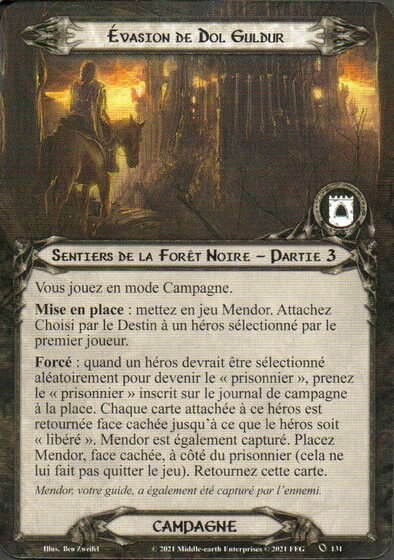 Évasion de Dol Guldur
Sentiers de la Forêt Noire – Partie 3
Vous jouez en mode Campagne.
Mise en place : mettez en jeu Mendor. Attachez
Choisi par le Destin à un héros sélectionné par le
premier joueur.
Forcé : quand un héros devrait être sélectionné
aléatoirement pour devenir le « prisonnier », prenez
le « prisonnier » inscrit sur le journal de campagne
à la place. Chaque carte attachée à ce héros est
retournée face cachée jusqu’à ce que le héros soit
« libéré ». Mendor est également capturé. Placez
Mendor, face cachée, à côté du prisonnier (cela ne
lui fait pas quitter le jeu). Retournez cette carte.
Mendor, votre guide, a également été capturé par l’ennemi.
CAMPAGNE
Illus. Ben Zweifel © 2021 Middle-earth Enterprises © 2021 FFG 131